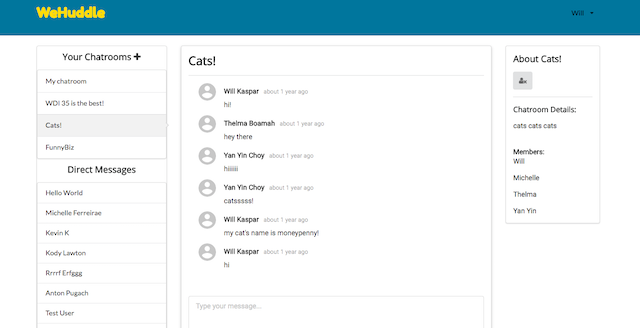 WeHuddle
Will
Your Chatrooms +
My chatroom
WDI 35 is the best!
Cats!
FunnyBiz
Direct Messages
Hello World
Michelle Ferreirae
Kevin K
Kody Lawton
Rrrrf Erfggg
Anton Pugach
Test User
Cats!
Will Kaspar about 1 year ago
hi!
Thelma Boamah about 1 year ago
hey there
Yan Yin Choy about 1 year ago
hiiiiii
Yan Yin Choy about 1 year ago
catsssss!
Will Kaspar about 1 year ago
my cat's name is moneypenny!
Will Kaspar about 1 year ago
hi
Type your message...
About Cats!
Chatroom Details:
cats cats cats
Members:
Will
Michelle
Thelma
Yan Yin